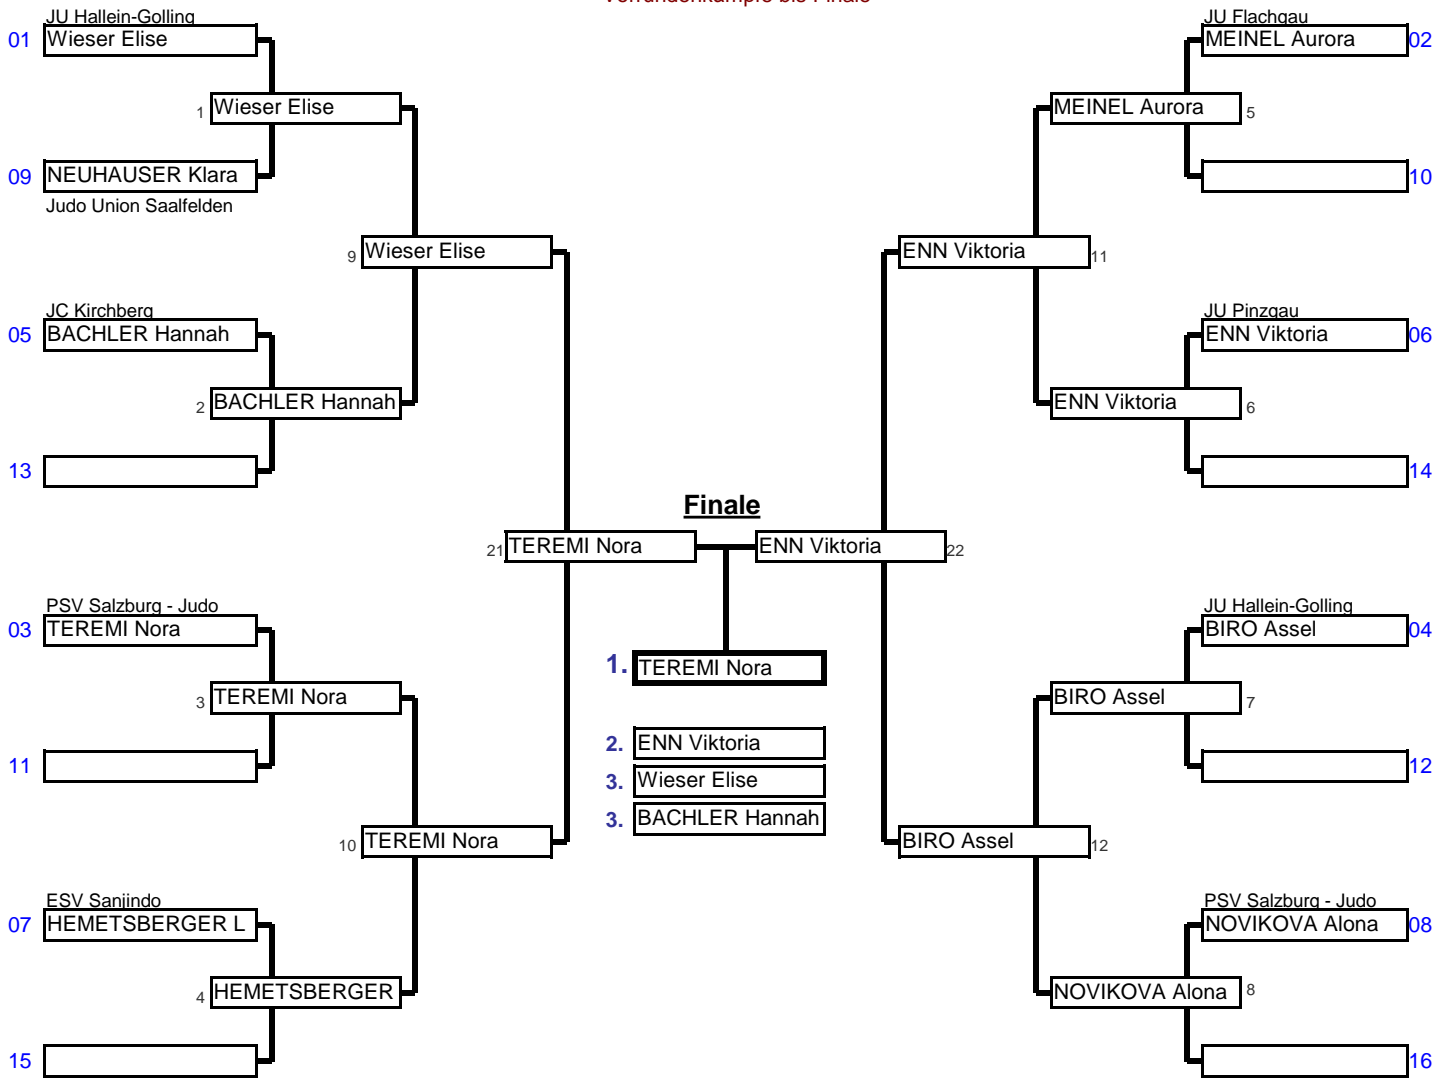 Vorrundenkämpfe bis Finale
JU Hallein-Golling
01 Wieser Elise
1 Wieser Elise
09 NEUHAUSER Klara
Judo Union Saalfelden
9 Wieser Elise
JC Kirchberg
05 BACHLER Hannah
2 BACHLER Hannah
13
21 TEREMI Nora
PSV Salzburg - Judo
03 TEREMI Nora
3 TEREMI Nora
11
10 TEREMI Nora
ESV Sanjindo
07 HEMETSBERGER L
4 HEMETSBERGER
15
Finale
1. TEREMI Nora
2. ENN Viktoria
3. Wieser Elise
3. BACHLER Hannah
JU Flachgau
MEINEL Aurora 02
MEINEL Aurora 5
10
ENN Viktoria 11
JU Pinzgau
ENN Viktoria 06
ENN Viktoria 6
14
ENN Viktoria 22
JU Hallein-Golling
BIRO Assel 04
BIRO Assel 7
12
BIRO Assel 12
PSV Salzburg - Judo
NOVIKOVA Alona 08
NOVIKOVA Alona 8
16